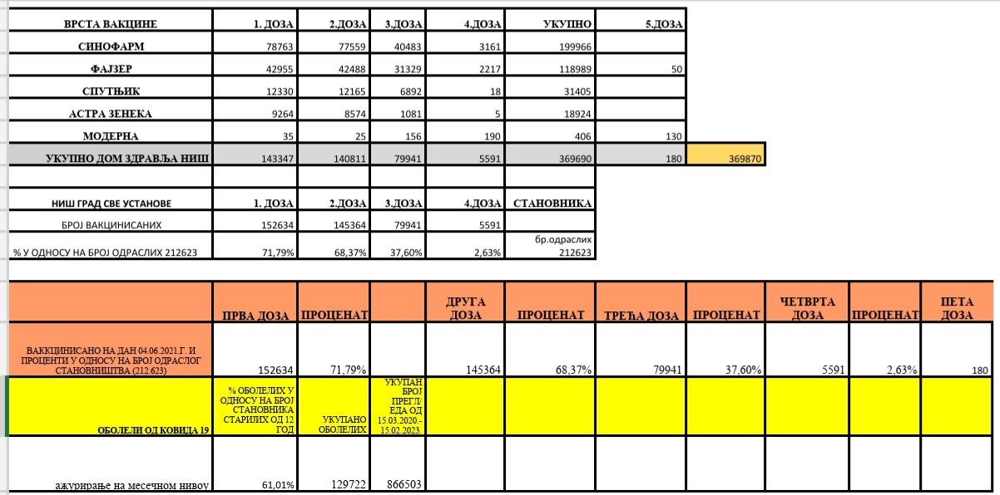 ВРСТА ВАКЦИНЕ 1. ДОЗА 2.ДОЗА 3.ДОЗА 4.ДОЗА УКУПНО 5.ДОЗА
СИНОФАРМ 78763 77559 40483 3161 199966
ФАЈЗЕР 42955 42488 31329 2217 118989 50
СПУТЊИК 12330 12165 6892 18 31405
АСТРА ЗЕНЕКА 9264 8574 1081 5 18924
МОДЕРНА 35 25 156 190 406 130
УКУПНО ДОМ ЗДРАВЉА НИШ 143347 140811 79941 5591 369690 180 369870
НИШ ГРАД СВЕ УСТАНОВЕ 1. ДОЗА 2.ДОЗА 3.ДОЗА 4.ДОЗА СТАНОВНИКА
БРОЈ ВАКЦИНИСАНИХ 152634 145364 79941 5591
бр.одраслих
% У ОДНОСУ НА БРОЈ ОДРАСЛИХ 212623 71,79% 68,37% 37,60% 2,63% 212623
ПРВА ДОЗА ПРОЦЕНАТ ДРУГА
ДОЗА ПРОЦЕНАТ ТРЕЋА ДОЗА ПРОЦЕНАТ ЧЕТВРТА
ДОЗА ПРОЦЕНАТ ПЕТА
ДОЗА
ВАККЦИНИСАНО НА ДАН 04.06.2021.Г. И
ПРОЦЕНТИ У ОДНОСУ НА БРОЈ ОДРАСЛОГ
СТАНОВНИШТВА (212.623) 152634 71,79% 145364 68,37% 79941 37,60% 5591 2,63% 180
ОБОЛЕЛИ ОД КОВИДА 19
% ОБОЛЕЛИХ У
ОДНОСУ НА БРОЈ
СТАНОВНИКА
СТАРИЈИХ ОД 12
ГОД
УКУПАНО
ОБОЛЕЛИХ
УКУПАН
БРОЈ
ПРЕГЛ/
ЕДА ОД
15.03.2020.-
15.02.2023.
ажурирање на месечном нивоу 61,01% 129722 866503